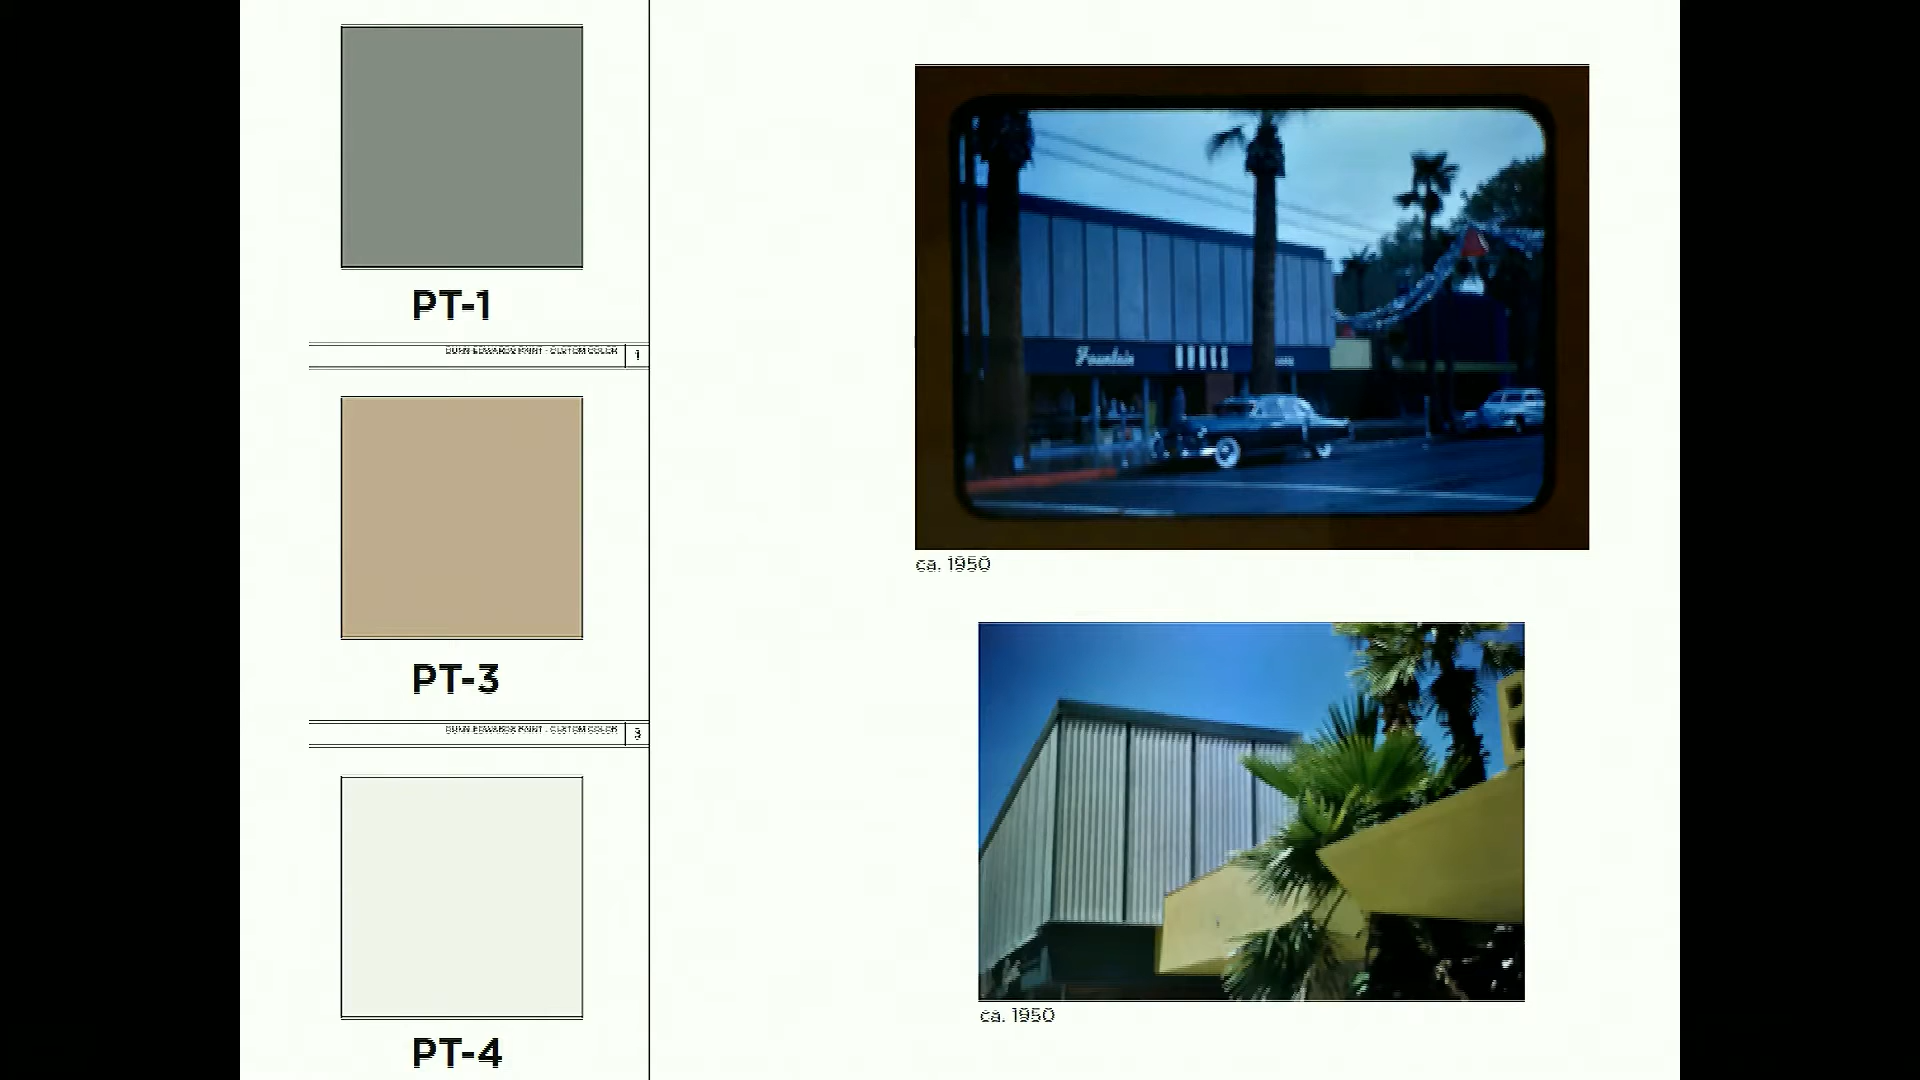 PT-1
DUNN EDWARDS PAINT - CUSTOM COLOR
1
PT-3
DUNN EDWARDS PAINT - CUSTOM COLOR
3
PT-4
Fountain
DRUGS
ca. 1950
ca. 1950